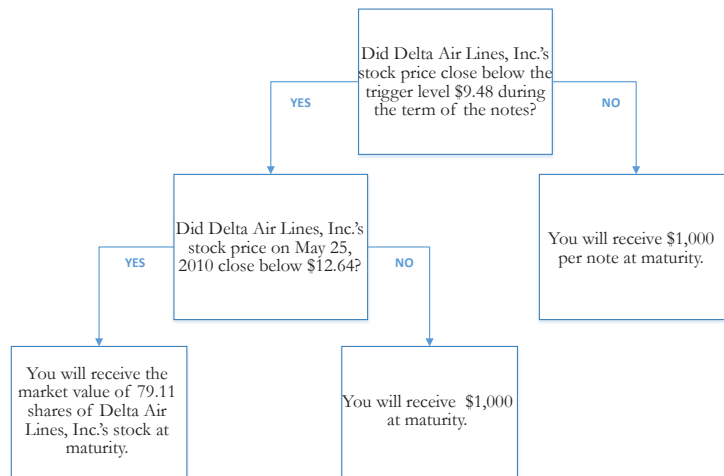 Did Delta Air Lines, Inc.'s
stock price close below the
trigger level $9.48 during
the term of the notes?
YES
NO
Did Delta Air Lines, Inc.'s
stock price on May 25,
2010 close below $12.64?
You will receive $1,000
per note at maturity.
YES
NO
You will receive the
market value of 79.11
shares of Delta Air
Lines, Inc.'s stock at
maturity.
You will receive $1,000
at maturity.